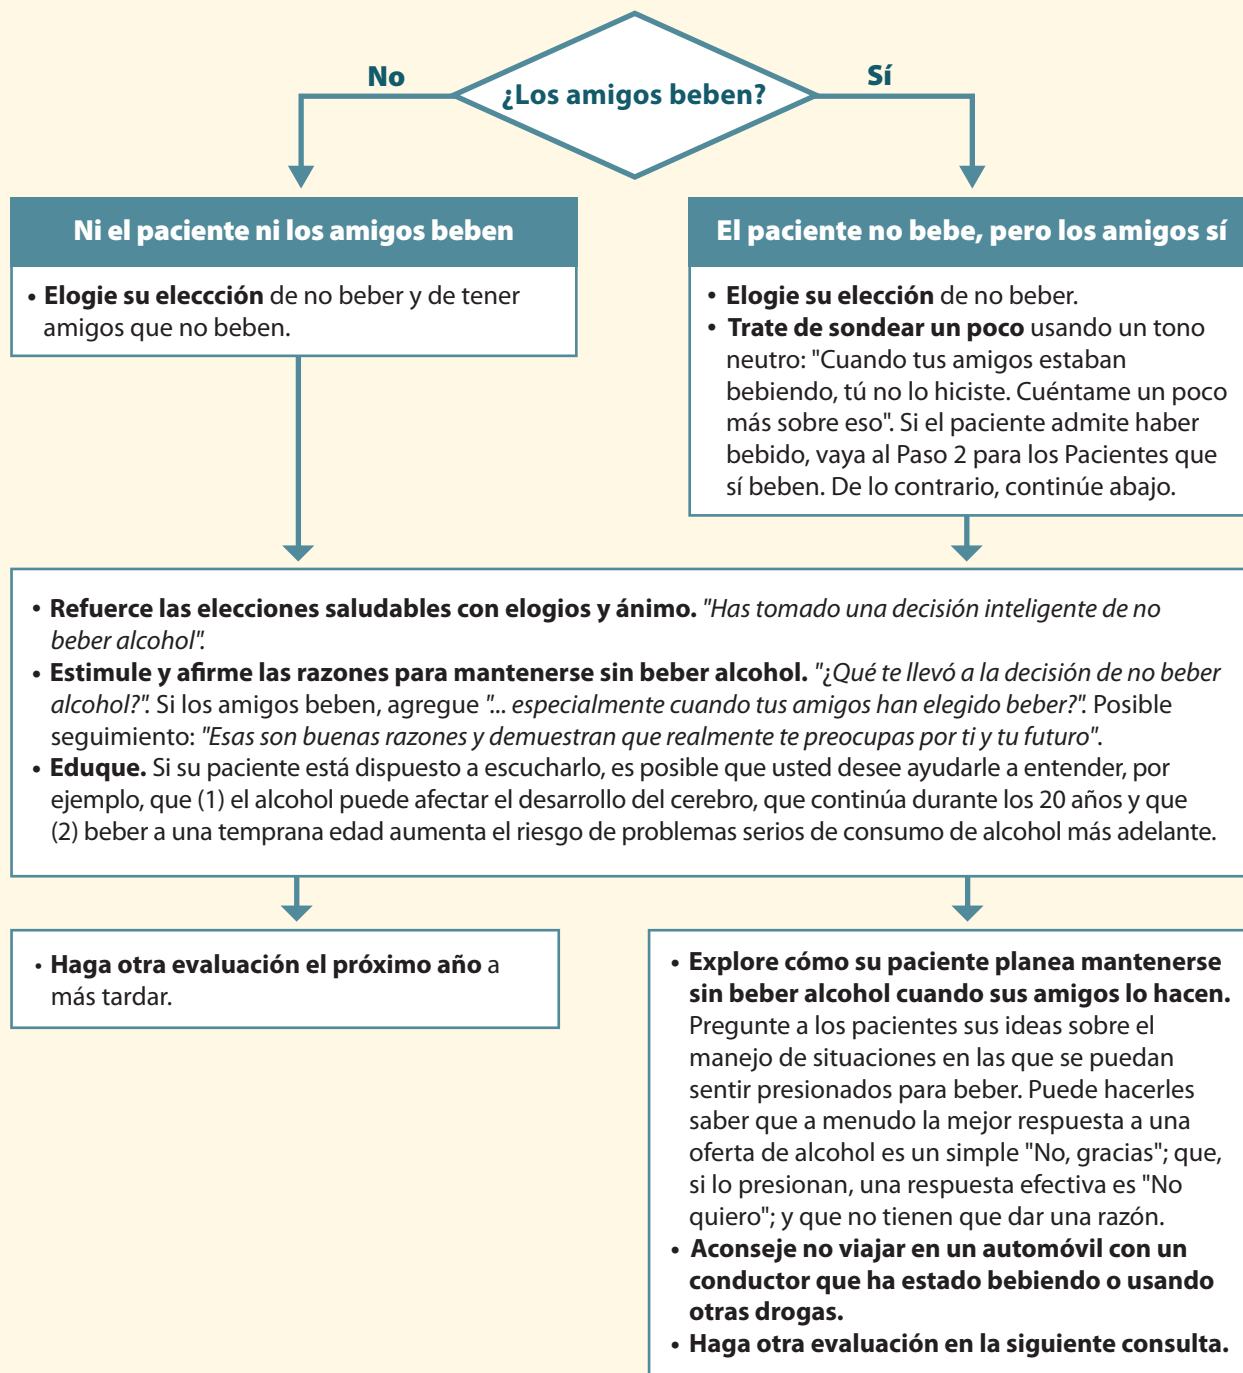 ¿Los amigos beben?
No
Sí
Ni el paciente ni los amigos beben
• Elogie su eleccción de no beber y de tener
amigos que no beben.
El paciente no bebe, pero los amigos sí
• Elogie su elección de no beber.
• Trate de sondear un poco usando un tono
neutro: "Cuando tus amigos estaban
bebiendo, tú no lo hiciste. Cuéntame un poco
más sobre eso". Si el paciente admite haber
bebido, vaya al Paso 2 para los Pacientes que
sí beben. De lo contrario, continúe abajo.
• Refuerce las elecciones saludables con elogios y ánimo. "Has tomado una decisión inteligente de no
beber alcohol".
• Estimule y afirme las razones para mantenerse sin beber alcohol. "¿Qué te llevó a la decisión de no beber
alcohol?". Si los amigos beben, agregue "... especialmente cuando tus amigos han elegido beber?". Posible
seguimiento: "Esas son buenas razones y demuestran que realmente te preocupas por ti y tu futuro".
• Eduque. Si su paciente está dispuesto a escucharlo, es posible que usted desee ayudarle a entender, por
ejemplo, que (1) el alcohol puede afectar el desarrollo del cerebro, que continúa durante los 20 años y que
(2) beber a una temprana edad aumenta el riesgo de problemas serios de consumo de alcohol más adelante.
• Haga otra evaluación el próximo año a
más tardar.
• Explore cómo su paciente planea mantenerse
sin beber alcohol cuando sus amigos lo hacen.
Pregunte a los pacientes sus ideas sobre el
manejo de situaciones en las que se puedan
sentir presionados para beber. Puede hacerles
saber que a menudo la mejor respuesta a una
oferta de alcohol es un simple "No, gracias"; que,
si lo presionan, una respuesta efectiva es "No
quiero"; y que no tienen que dar una razón.
• Aconseje no viajar en un automóvil con un
conductor que ha estado bebiendo o usando
otras drogas.
• Haga otra evaluación en la siguiente consulta.